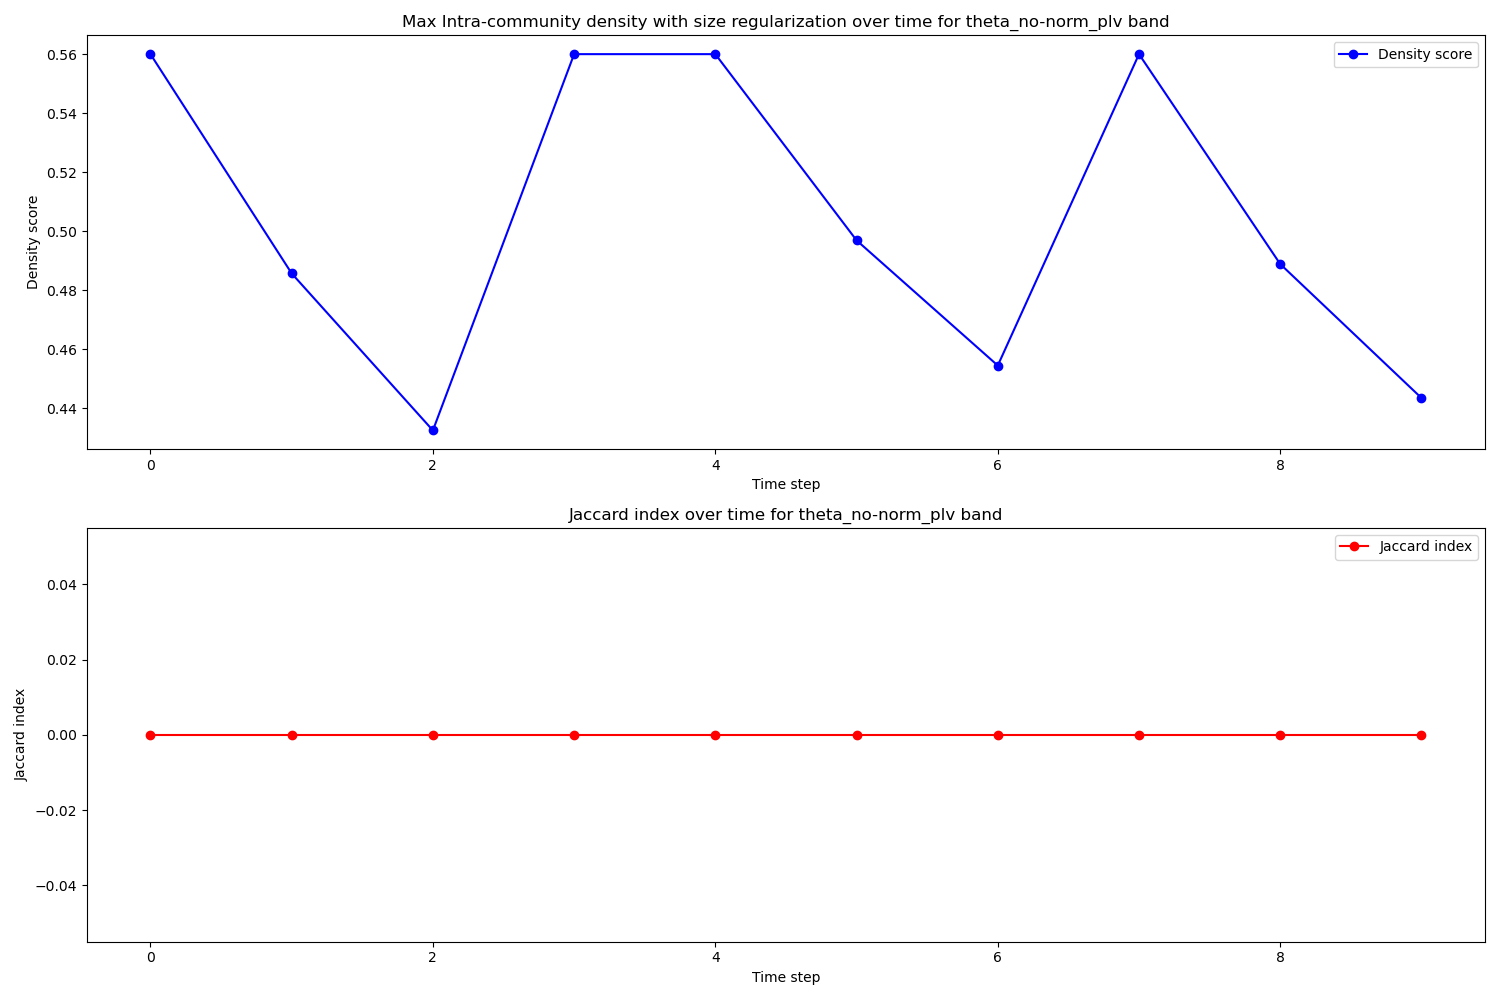 Max Intra-community density with size regularization over time for theta_no-norm_plv band
Density score
0.56
0.54
0.52
0.50
0.48
0.46
0.44
Density score
0
2
4
6
8
Time step
Jaccard index over time for theta_no-norm_plv band
Jaccard index
0.04
0.02
0.00
−0.02
−0.04
Jaccard index
0
2
4
6
8
Time step